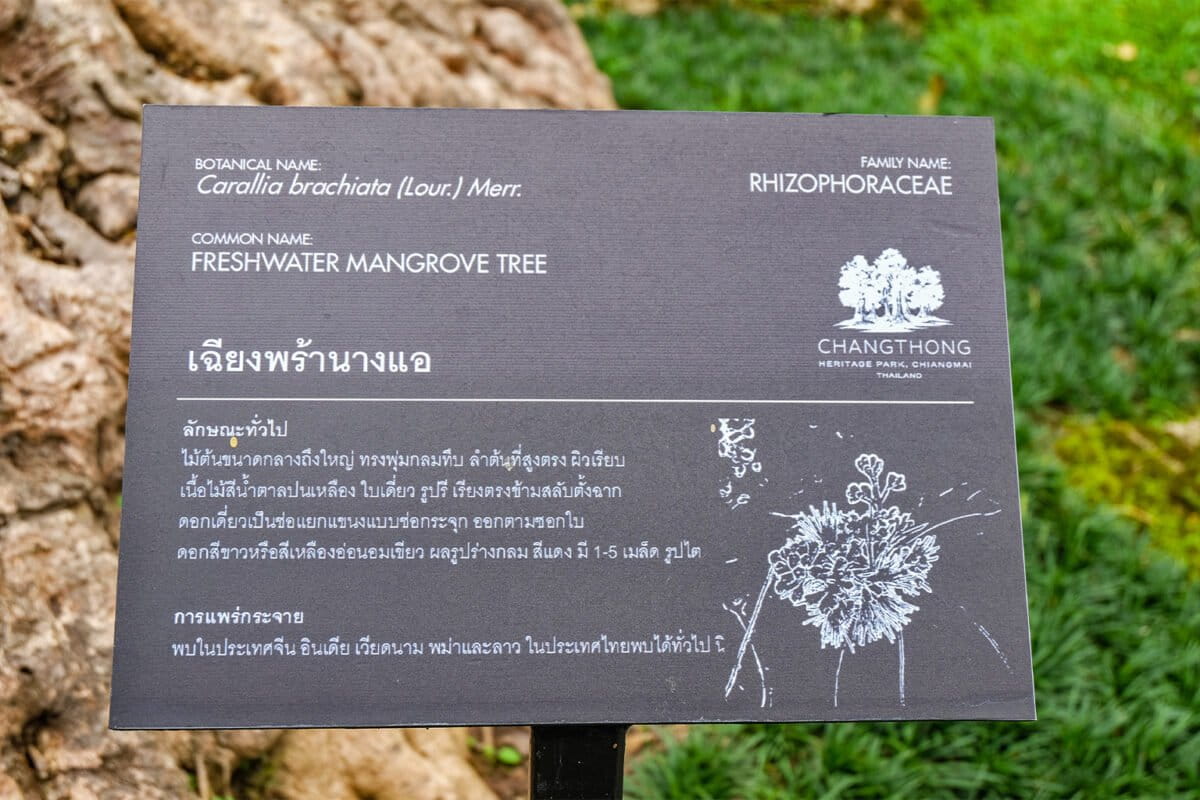 BOTANICAL NAME:
Carallia brachiata (Lour.) Merr.
FAMILY NAME:
RHIZOPHORACEAE
COMMON NAME:
FRESHWATER MANGROVE TREE
CHANGTHONG
HERITAGE PARK, CHIANGMAI
THAILAND
เฉียงพร้านางแอ
ลักษณะทั่วไป
ไม้ต้นขนาดกลางถึงใหญ่ ทรงพุ่มกลมทึบ ลำต้นที่สูงตรง ผิวเรียบ
เนื้อไม้สีน้ำตาลปนเหลือง ใบเดี่ยว รูปรี เรียงตรงข้ามสลับตั้งฉาก
ดอกเดี่ยวเป็นช่อแยกแขนงแบบช่อกระจุก ออกตามซอกใบ
ดอกสีขาวหรือสีเหลืองอ่อนอมเขียว ผลรูปร่างกลม สีแดง มี 1-5 เมล็ด รูปไต
การแพร่กระจาย
พบในประเทศจีน อินเดีย เวียดนาม พม่าและลาว ในประเทศไทยพบได้ทั่วไป นิ